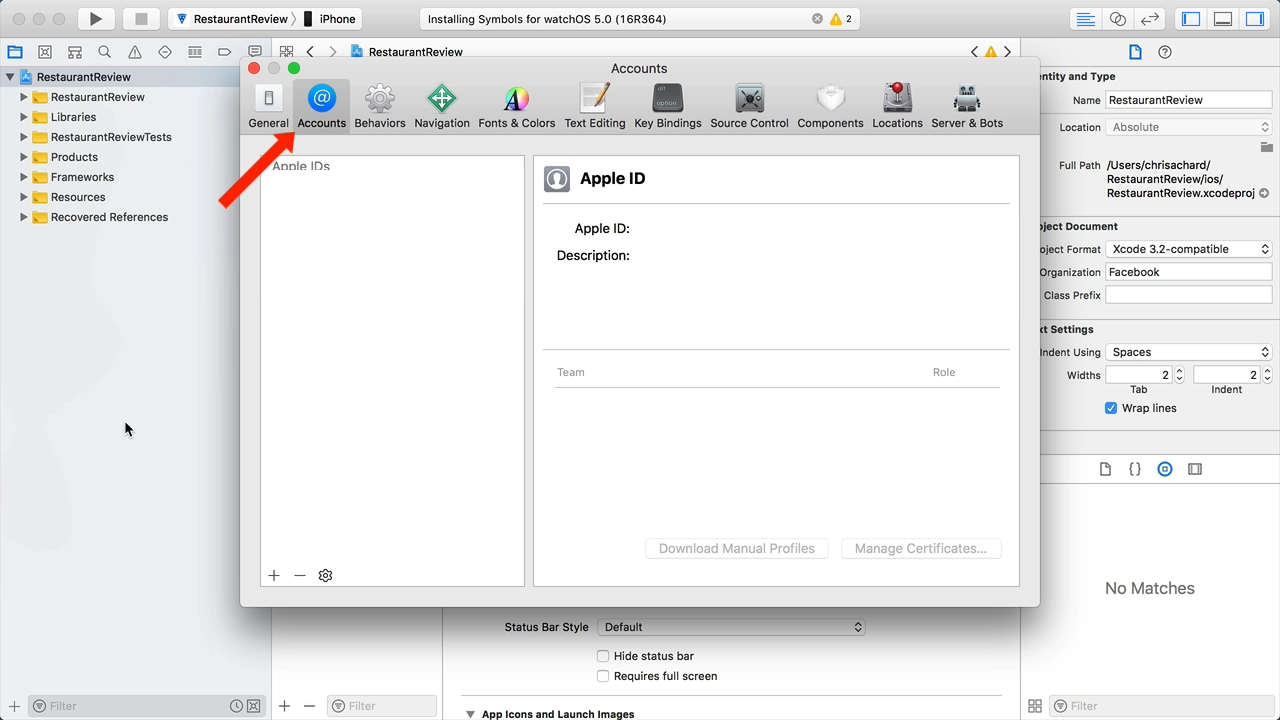 RestaurantReview
iPhone
Installing Symbols for watchOS 5.0 (16R364)
2
RestaurantReview
Accounts
General
Accounts
Behaviors
Navigation
Fonts & Colors
Text Editing
alt
option
Key Bindings
Source Control
Components
Locations
Server & Bots
RestaurantReview
RestaurantReview
Libraries
RestaurantReviewTests
Products
Frameworks
Resources
Recovered References
Filter
Apple IDs
Apple ID
Apple ID:
Description:
Team
Role
Download Manual Profiles
Manage Certificates...
Status Bar Style
Default
Hide status bar
Requires full screen
App Icons and Launch Images
Filter
entity and Type
Name
RestaurantReview
Location
Absolute
Full Path
/Users/chrisachard/
RestaurantReview/ios/
RestaurantReview.xcodeproj
oject Document
oject Format
Xcode 3.2-compatible
Organization
Facebook
Class Prefix
xt Settings
Indent Using
Spaces
Widths
2
2
Tab
Indent
Wrap lines
{}
No Matches
Filter